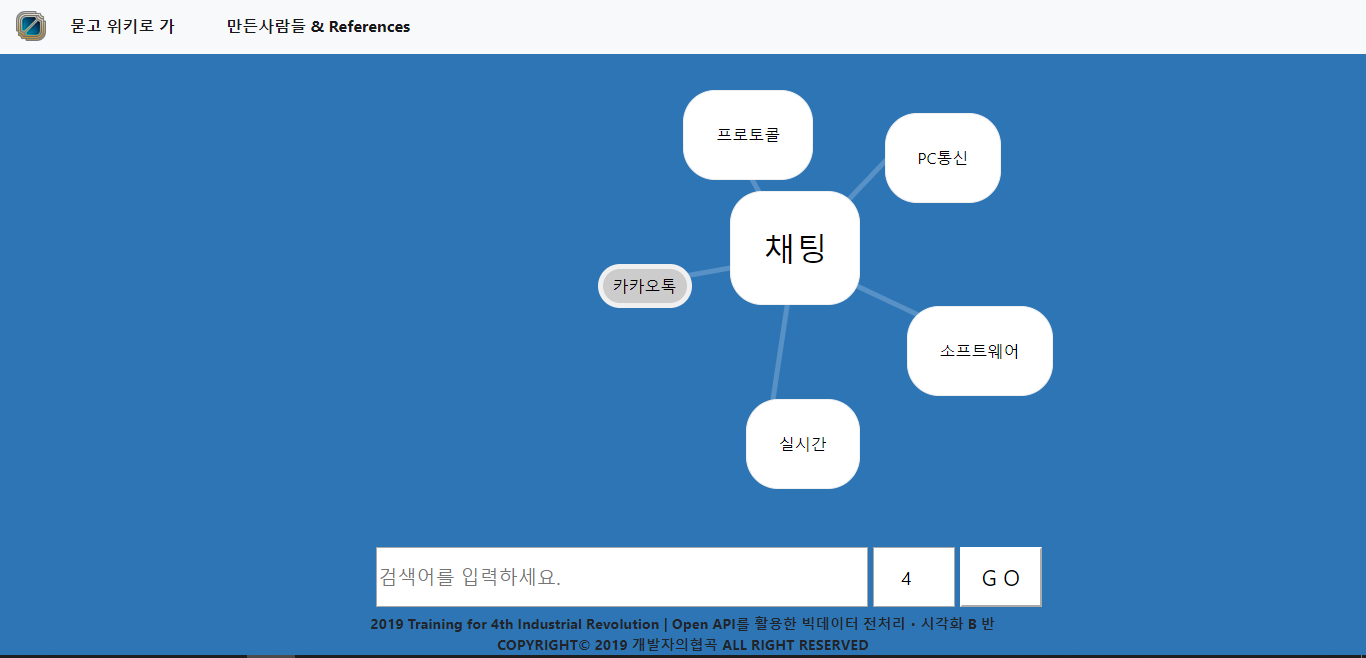 묻고 위키로 가
만든사람들 & References
프로토콜
PC통신
채팅
카카오톡
소프트웨어
실시간
검색어를 입력하세요.
4
G O
2019 Training for 4th Industrial Revolution | Open API를 활용한 빅데이터 전처리・시각화 B 반
COPYRIGHT© 2019 개발자의협곡 ALL RIGHT RESERVED